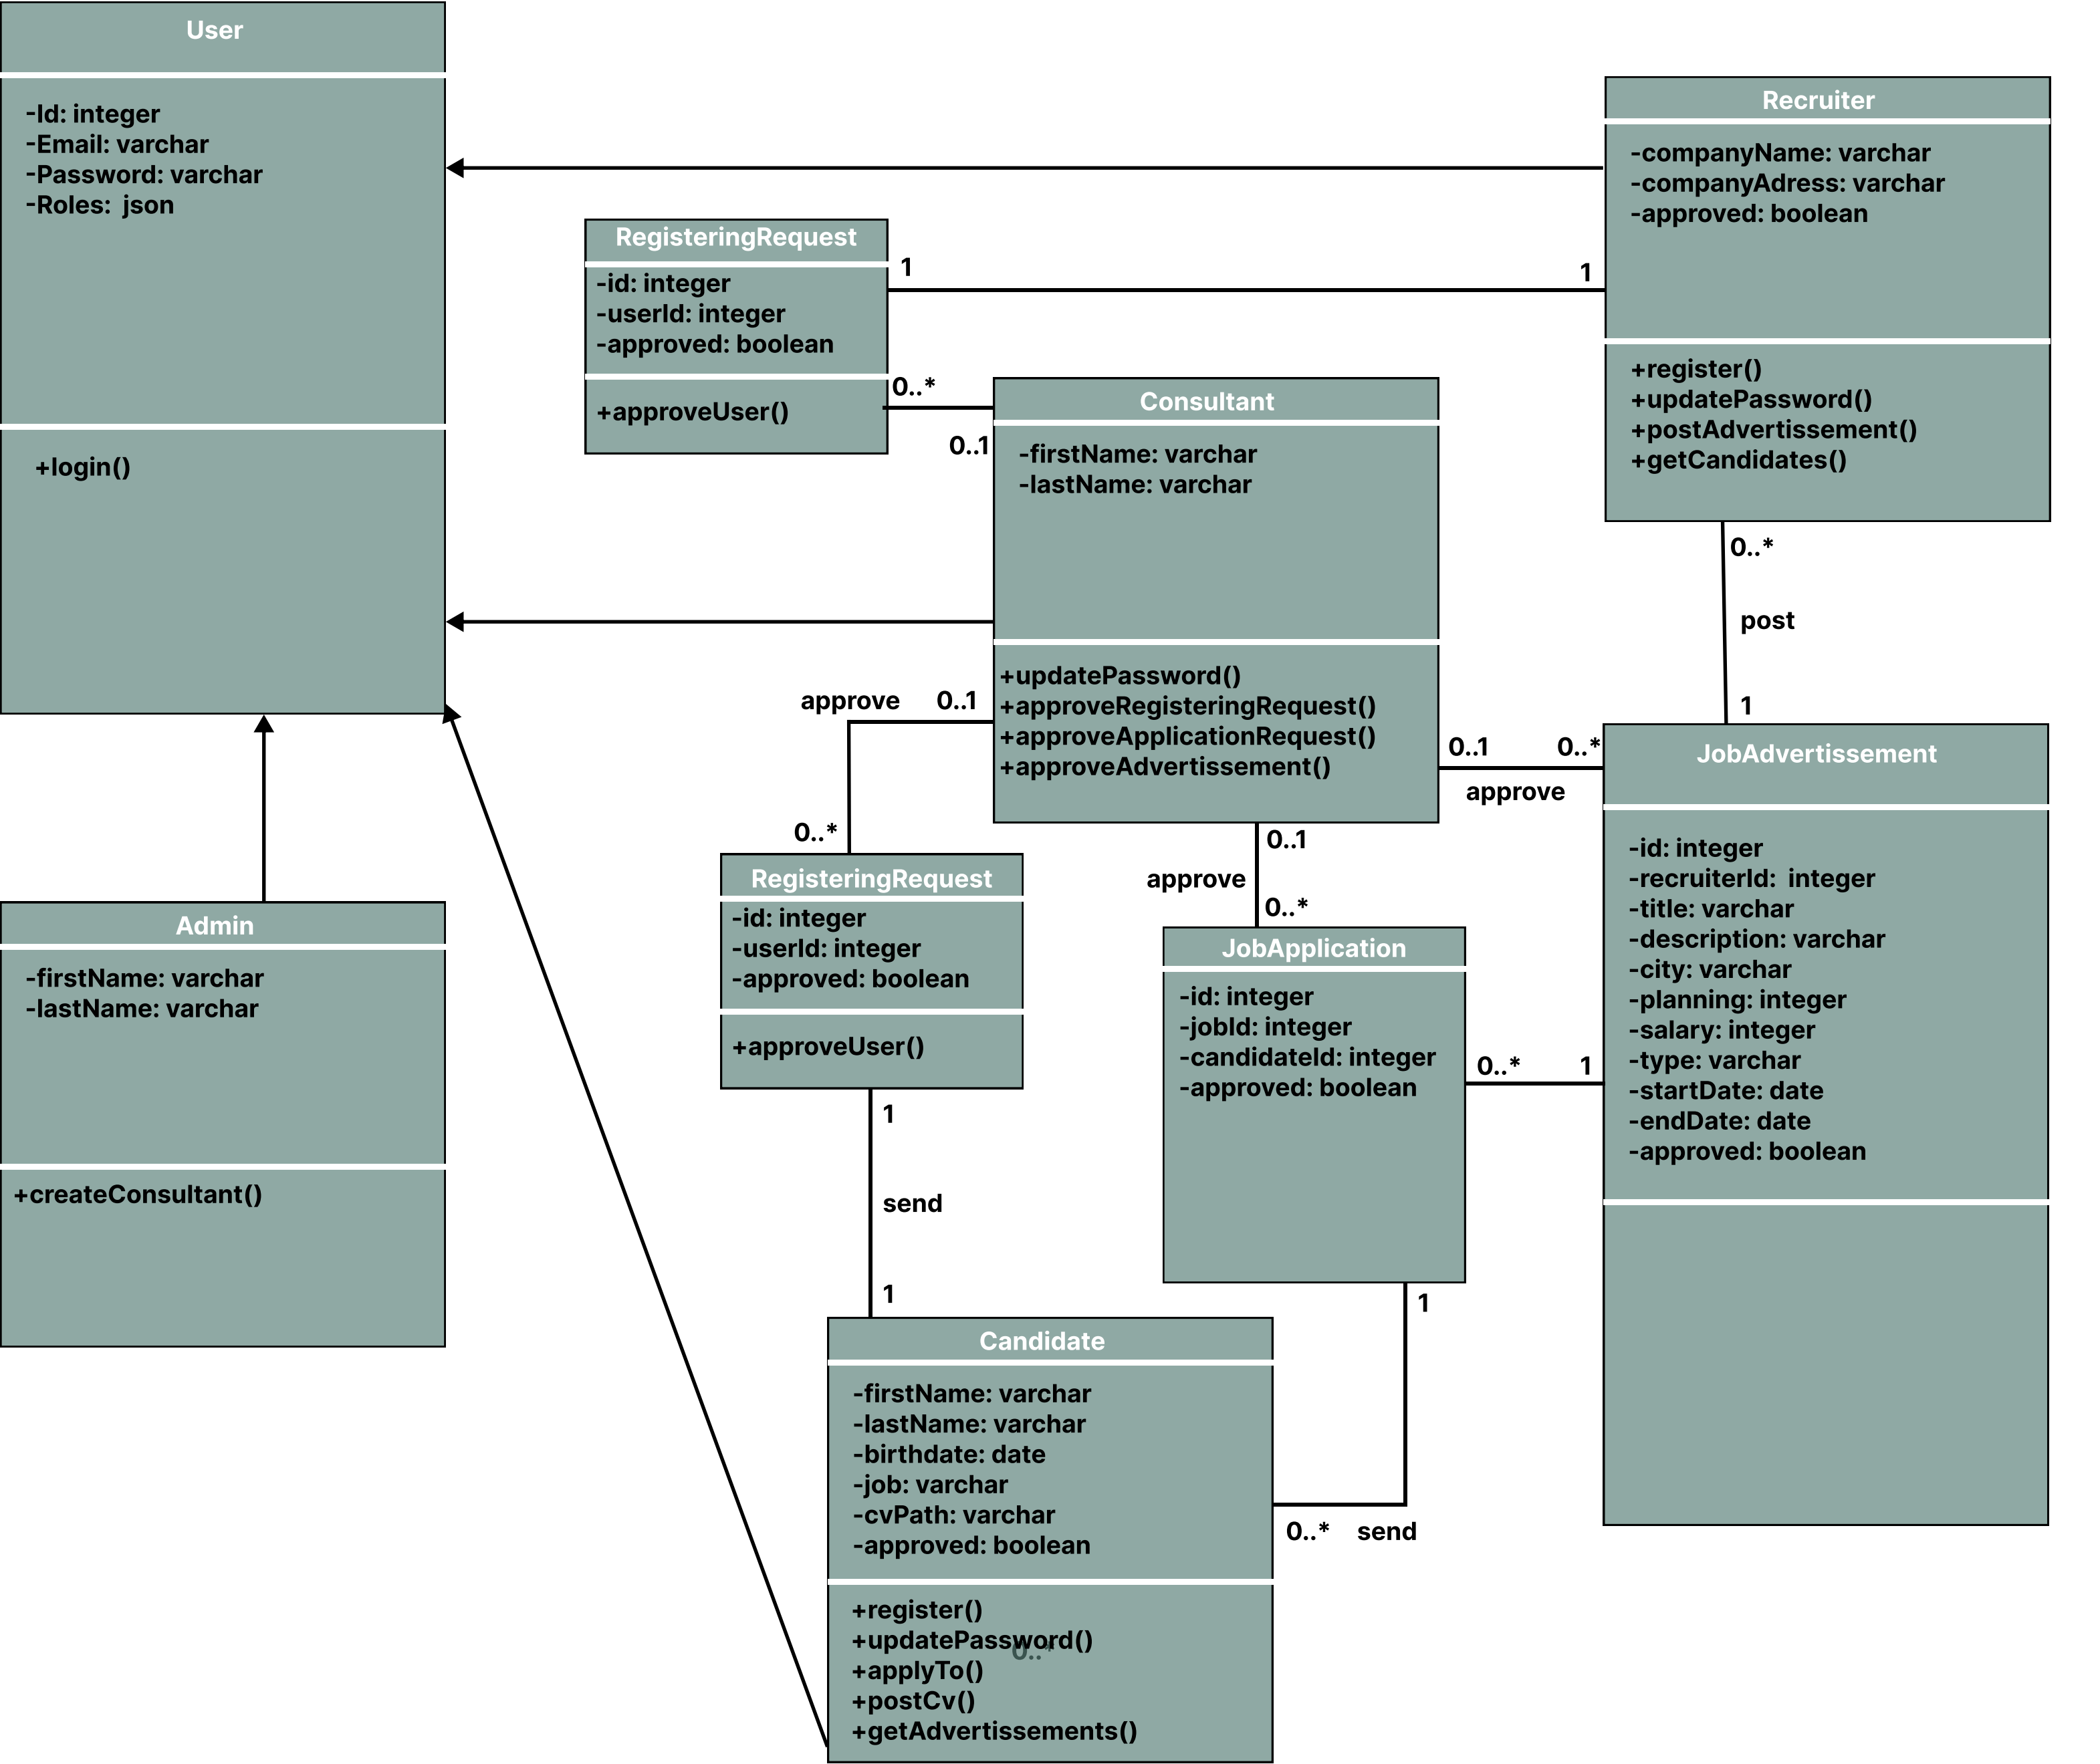 User
-Id: integer
-Email: varchar
-Password: varchar
-Roles:  json
+login()
Recruiter
-companyName: varchar
-companyAdress: varchar
-approved: boolean
+register()
+updatePassword()
+postAdvertissement()
+getCandidates()
RegisteringRequest
-id: integer
-userId: integer
-approved: boolean
+approveUser()
1
1
0..*
0..1
Consultant
-firstName: varchar
-lastName: varchar
+updatePassword()
+approveRegisteringRequest()
+approveApplicationRequest()
+approveAdvertissement()
0..*
post
1
approve
0..1
0..*
0..1
0..*
approve
0..1
approve
0..*
JobAdvertissement
-id: integer
-recruiterId:  integer
-title: varchar
-description: varchar
-city: varchar
-planning: integer
-salary: integer
-type: varchar
-startDate: date
-endDate: date
-approved: boolean
Admin
-firstName: varchar
-lastName: varchar
+createConsultant()
RegisteringRequest
-id: integer
-userId: integer
-approved: boolean
+approveUser()
JobApplication
-id: integer
-jobId: integer
-candidateId: integer
-approved: boolean
0..*
1
1
send
1
1
0..*
send
Candidate
-firstName: varchar
-lastName: varchar
-birthdate: date
-job: varchar
-cvPath: varchar
-approved: boolean
+register()
+updatePassword()
0..*
+applyTo()
+postCv()
+getAdvertissements()